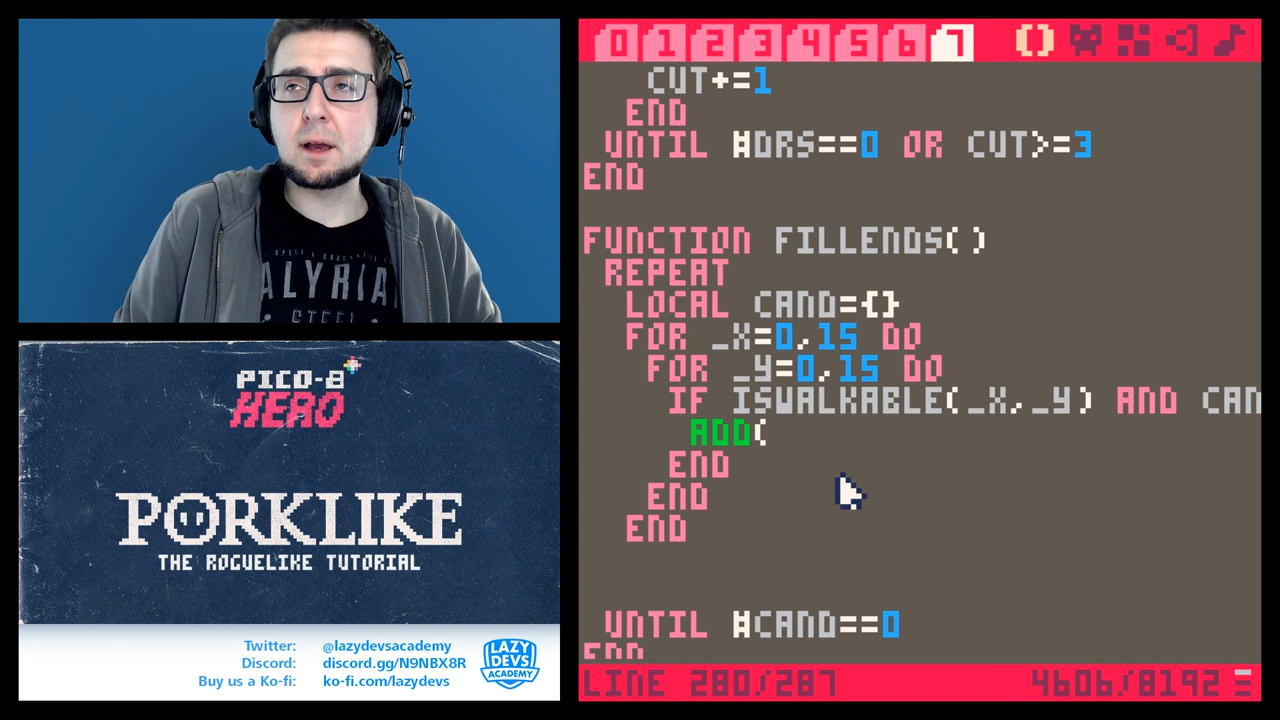 ALYRIA
STEEL
PICO-8
HERO
PORKLIKE
THE ROGUELIKE TUTORIAL
Twitter: @lazydevsacademy
Discord: discord.gg/N9NBX8R
Buy us a Ko-fi: ko-fi.com/lazydevs
LAZY
DEVS
ACADEMY
0 1 2 3 4 5 6 7 ()
CUT+=1
END
UNTIL #DRS==0 OR CUT>=3
END
FUNCTION FILLENDS()
REPEAT
LOCAL CAND={}
FOR _X=0,15 DO
FOR _Y=0,15 DO
IF ISWALKABLE(_X,_Y) AND CAN
ADD(
END
END
END
UNTIL #CAND==0
END
LINE 280/287 4606/8192